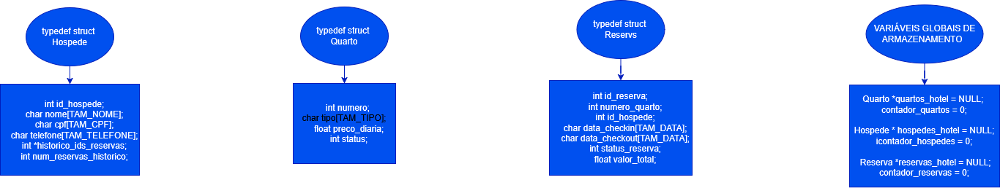 typedef struct
Hospede
int id_hospede;
char nome[TAM_NOME];
char cpf[TAM_CPF];
char telefone[TAM_TELEFONE];
int *historico_ids_reservas;
int num_reservas_historico;
typedef struct
Quarto
int numero;
char tipo[TAM_TIPO];
float preco_diaria;
int status;
typedef struct
Reservs
int id_reserva;
int numero_quarto;
int id_hospede;
char data_checkin[TAM_DATA];
char data_checkout[TAM_DATA];
int status_reserva;
float valor_total;
VARIÁVEIS GLOBAIS DE
ARMAZENAMENTO
Quarto *quartos_hotel = NULL;
contador_quartos = 0;
Hospede * hospedes_hotel = NULL;
icontador_hospedes = 0;
Reserva *reservas_hotel = NULL;
contador_reservas = 0;